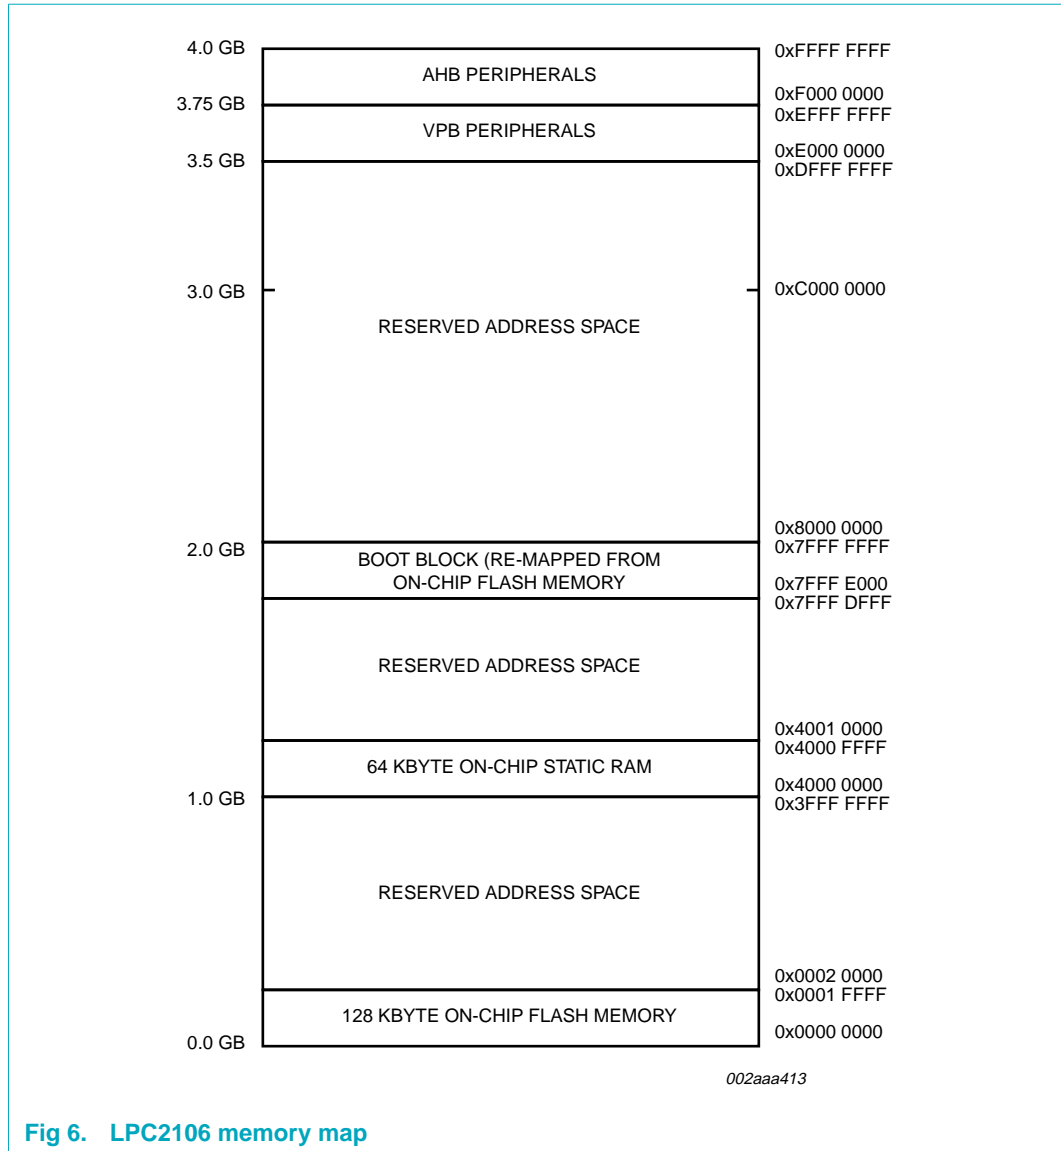 4.0 GB
0xFFFF FFFF
AHB PERIPHERALS
0xF000 0000
3.75 GB
0xEFFF FFFF
VPB PERIPHERALS
0xE000 0000
3.5 GB
0xDFFF FFFF
3.0 GB
0xC000 0000
RESERVED ADDRESS SPACE
0x8000 0000
2.0 GB
0x7FFF FFFF
BOOT BLOCK (RE-MAPPED FROM
ON-CHIP FLASH MEMORY
0x7FFF E000
0x7FFF DFFF
RESERVED ADDRESS SPACE
0x4001 0000
0x4000 FFFF
64 KBYTE ON-CHIP STATIC RAM
0x4000 0000
1.0 GB
0x3FFF FFFF
RESERVED ADDRESS SPACE
0x0002 0000
0x0001 FFFF
128 KBYTE ON-CHIP FLASH MEMORY
0x0000 0000
0.0 GB
002aaa413
Fig 6. LPC2106 memory map